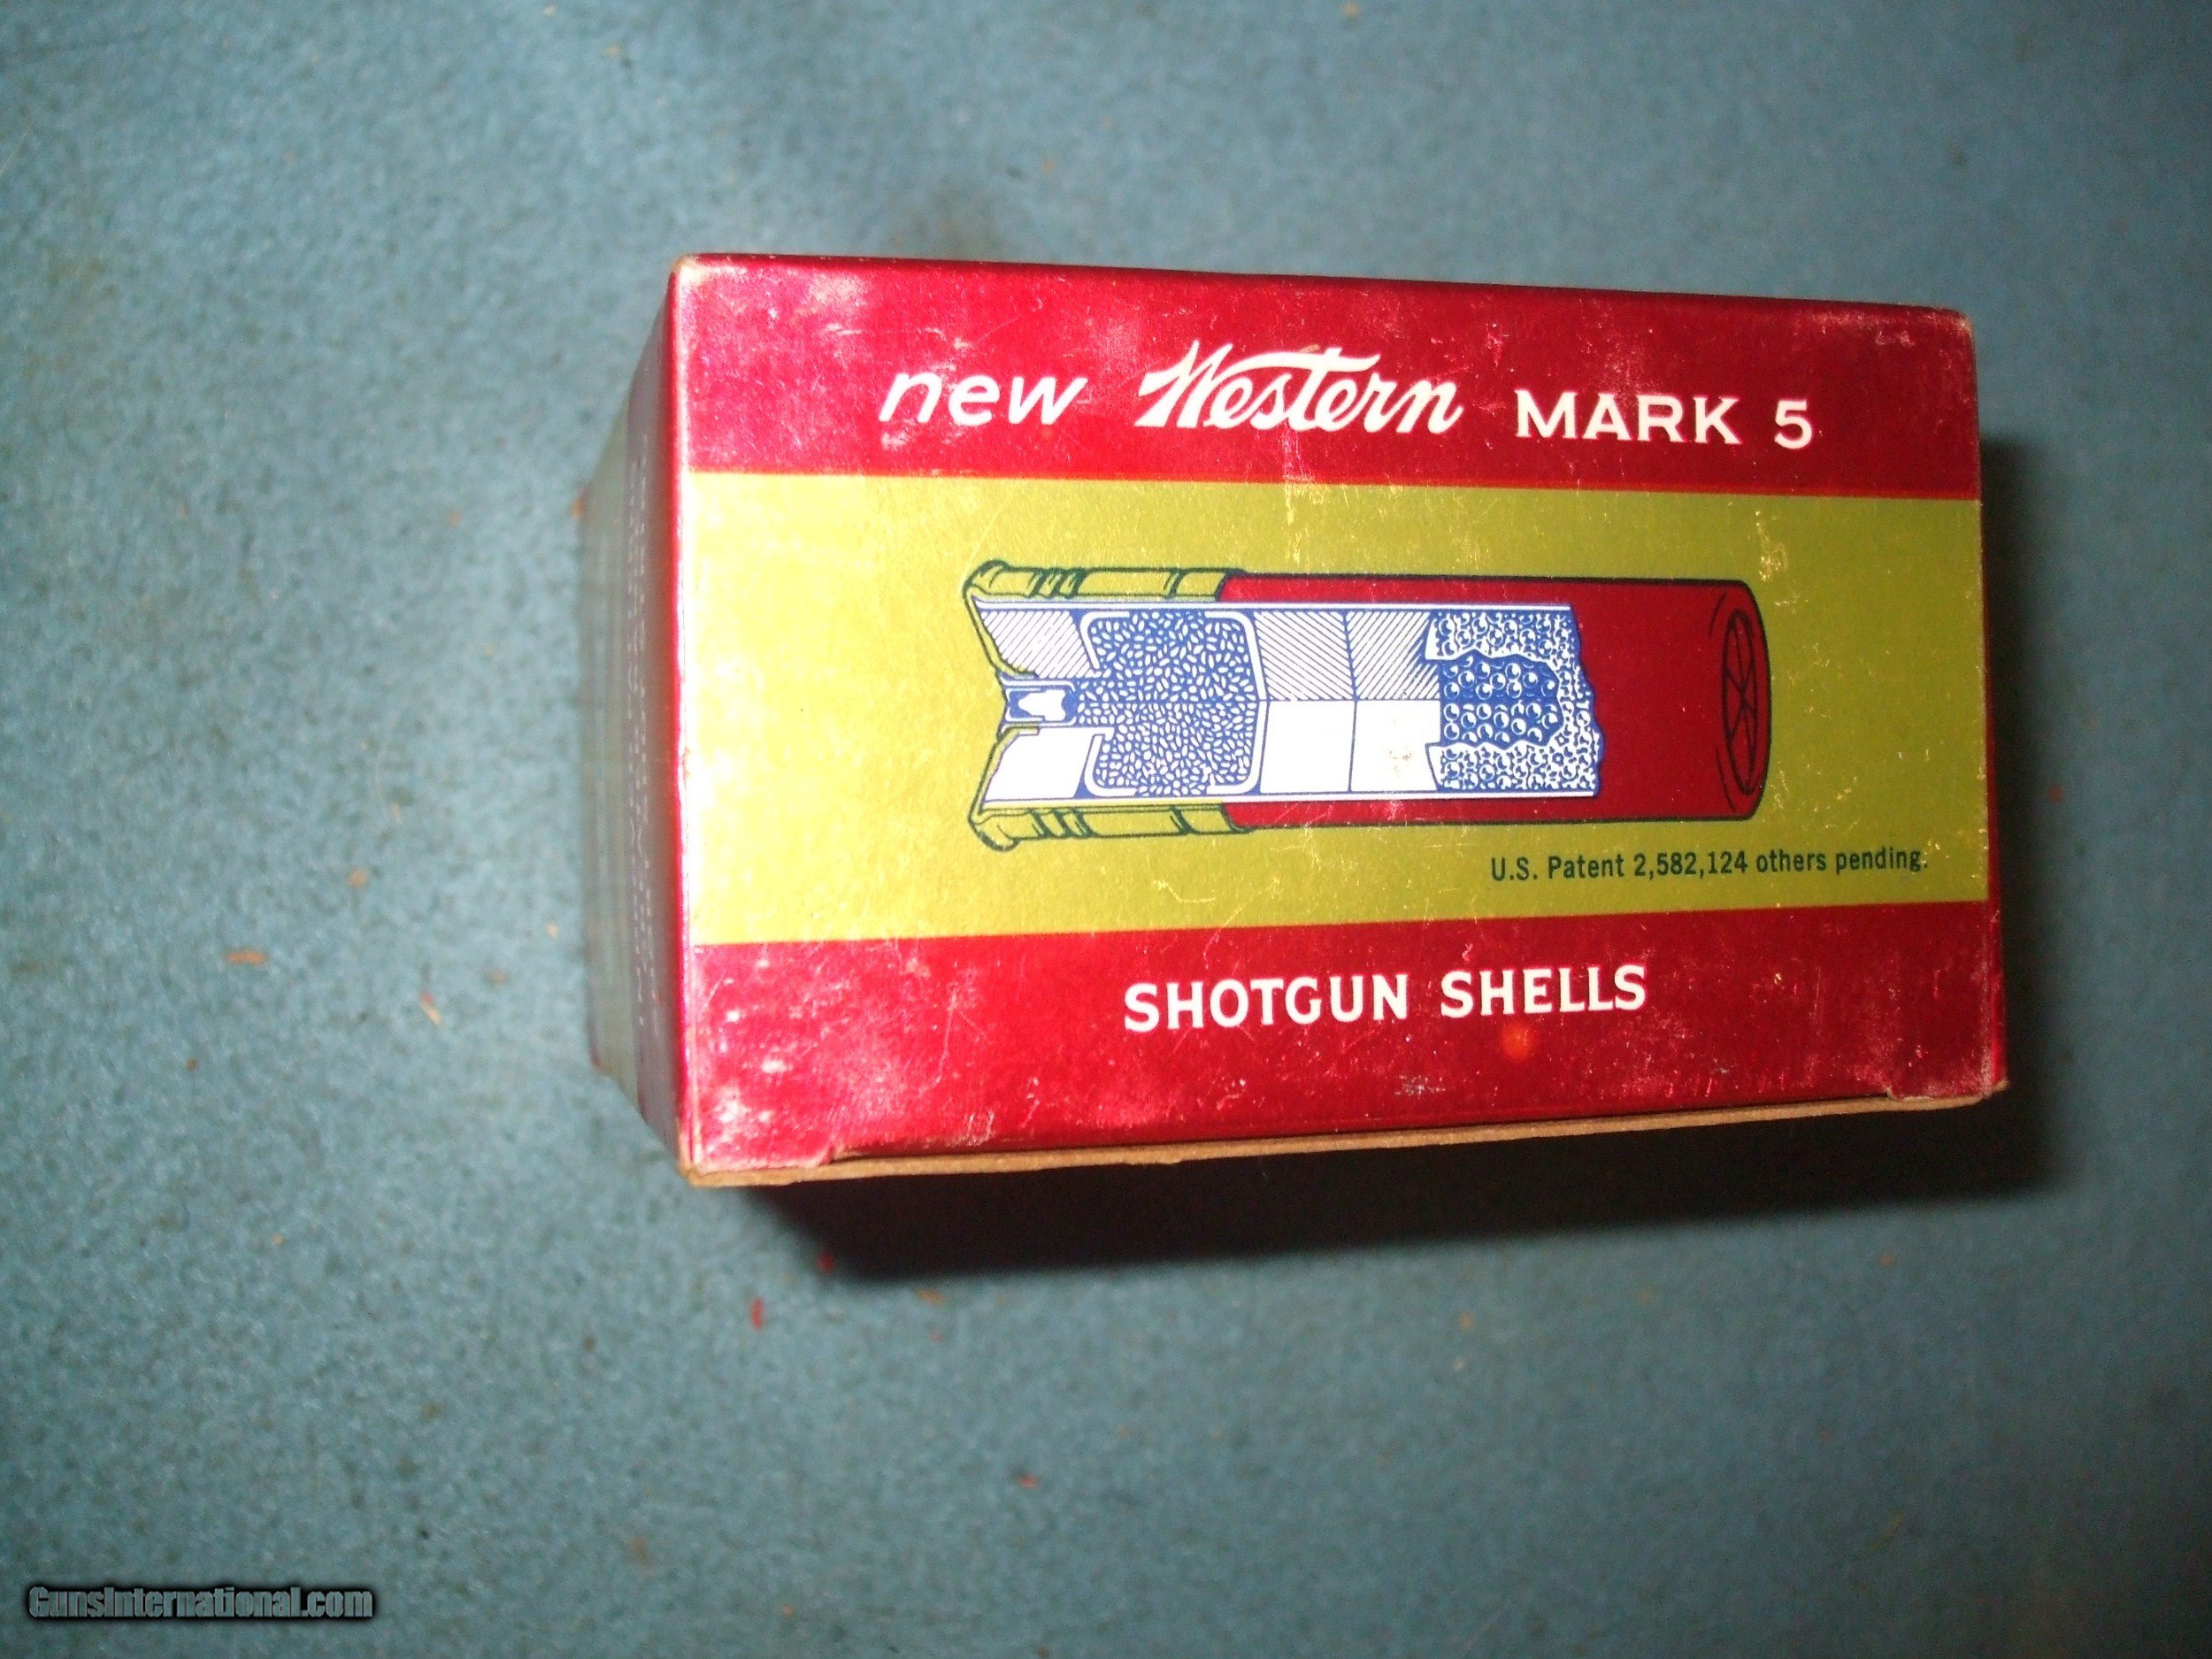 new Western MARK 5
U.S. Patent 2,582,124 others pending.
SHOTGUN SHELLS
GunsInternational.com